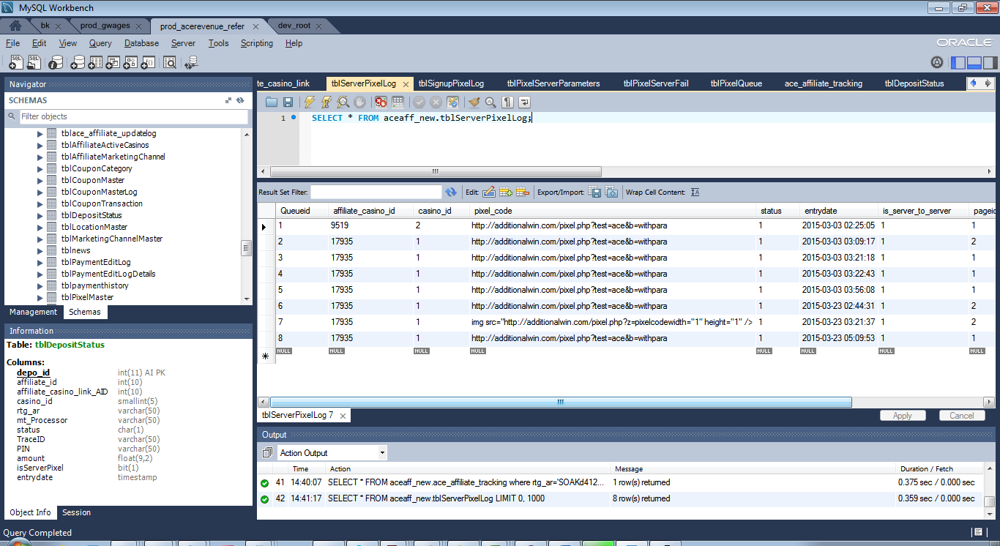 MySQL Workbench
bk prod_gwages prod_acerevenue_refer dev_root
File Edit View Query Database Server Tools Scripting Help
ORACLE
Navigator
SCHEMAS
Filter objects
tblace_affiliate_updatelog
tblAffiliateActiveCasinos
tblAffiliateMarketingChannel
tblCouponCategory
tblCouponMaster
tblCouponMasterLog
tblCouponTransaction
tblDepositStatus
tblLocationMaster
tblMarketingChannelMaster
tblnews
tblPaymentEditLog
tblPaymentEditLogDetails
tblpaymenthistory
tblPixelMaster
Management Schemas
Information
Table: tblDepositStatus
Columns:
depo_id int(11) AI PK
affiliate_id int(10)
affiliate_casino_link_AID int(10)
casino_id smallint(5)
rtg_ar varchar(50)
mt_Processor varchar(50)
status char(1)
TraceID varchar(50)
PIN varchar(50)
amount float(9,2)
isServerPixel bit(1)
entrydate timestamp
Object Info Session
te_casino_link tblServerPixelLog tblSignupPixelLog tblPixelServerParameters tblPixelServerFail tblPixelQueue ace_affiliate_tracking tblDepositStatus
1 SELECT * FROM aceaff_new.tblServerPixelLog;
Result Set Filter: Edit: Export/Import: Wrap Cell Content:
Queueid affiliate_casino_id casino_id pixel_code status entrydate is_server_to_server pageic
1 9519 2 http://additionalwin.com/pixel.php?test=ace&b=withpara 1 2015-03-03 02:25:05 1 1
2 17935 1 http://additionalwin.com/pixel.php?test=ace&b=withpara 1 2015-03-03 03:09:17 1 2
3 17935 1 http://additionalwin.com/pixel.php?test=ace&b=withpara 1 2015-03-03 03:21:18 1 1
4 17935 1 http://additionalwin.com/pixel.php?test=ace&b=withpara 1 2015-03-03 03:22:43 1 1
5 17935 1 http://additionalwin.com/pixel.php?test=ace&b=withpara 1 2015-03-03 03:56:08 1 1
6 17935 1 http://additionalwin.com/pixel.php?test=ace&b=withpara 1 2015-03-23 02:44:31 1 2
7 17935 1 img src="http://additionalwin.com/pixel.php?z=pixelcodewidth="1" height="1" /> 1 2015-03-23 03:21:37 1 2
8 17935 1 http://additionalwin.com/pixel.php?test=ace&b=withpara 1 2015-03-23 05:09:53 1 1
NULL NULL NULL NULL NULL NULL NULL NULL
tblServerPixelLog 7 Apply Cancel
Output
Action Output
Time Action Message Duration / Fetch
41 14:40:07 SELECT * FROM aceaff_new.ace_affiliate_tracking where rtg_ar='SOAKd412... 1 row(s) returned 0.375 sec / 0.000 sec
42 14:41:17 SELECT * FROM aceaff_new.tblServerPixelLog LIMIT 0, 1000 8 row(s) returned 0.359 sec / 0.000 sec
Query Completed